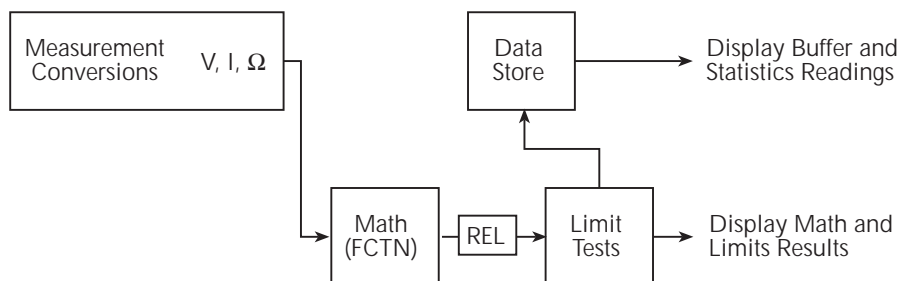 Measurement
Conversions
V, I, Ω
Data
Store
Display Buffer and
Statistics Readings
Math
(FCTN)
REL
Limit
Tests
Display Math and
Limits Results